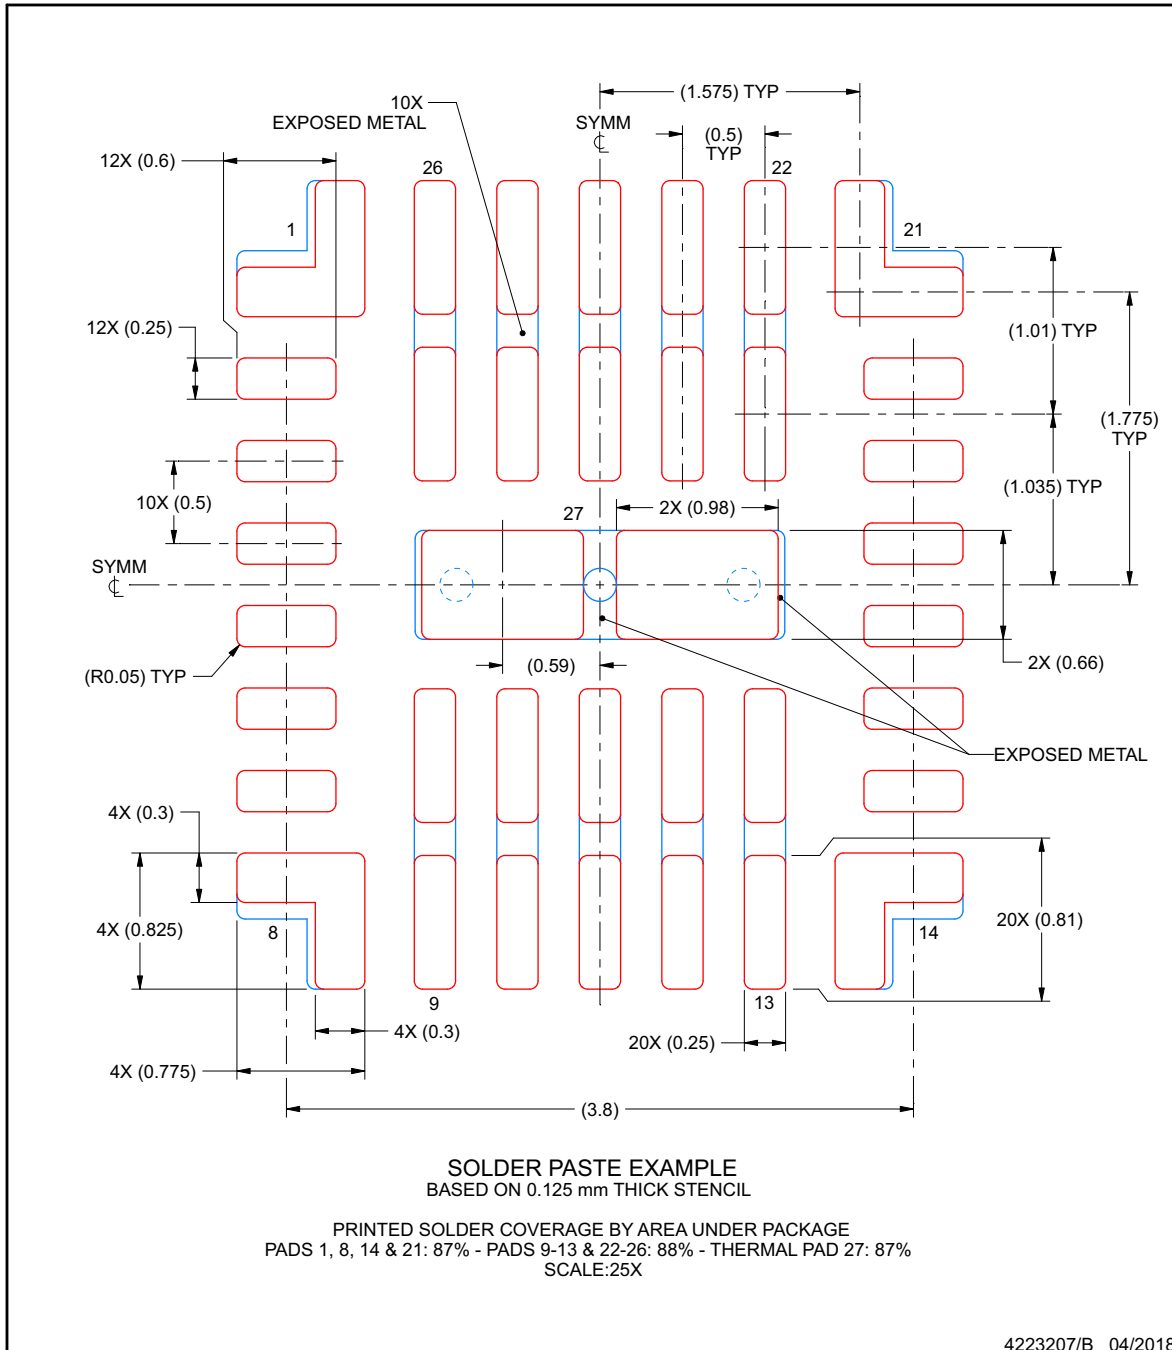 (1.575) TYP
10X
EXPOSED METAL
SYMM
℄
(0.5)
TYP
12X (0.6)
26
22
1
21
12X (0.25)
(1.01) TYP
(1.775)
TYP
10X (0.5)
(1.035) TYP
27
2X (0.98)
SYMM
℄
(R0.05) TYP
(0.59)
2X (0.66)
EXPOSED METAL
4X (0.3)
4X (0.825)
8
14
20X (0.81)
9
13
4X (0.3)
20X (0.25)
4X (0.775)
(3.8)
SOLDER PASTE EXAMPLE
BASED ON 0.125 mm THICK STENCIL
PRINTED SOLDER COVERAGE BY AREA UNDER PACKAGE
PADS 1, 8, 14 & 21: 87% - PADS 9-13 & 22-26: 88% - THERMAL PAD 27: 87%
SCALE:25X
4223207/B 04/2018